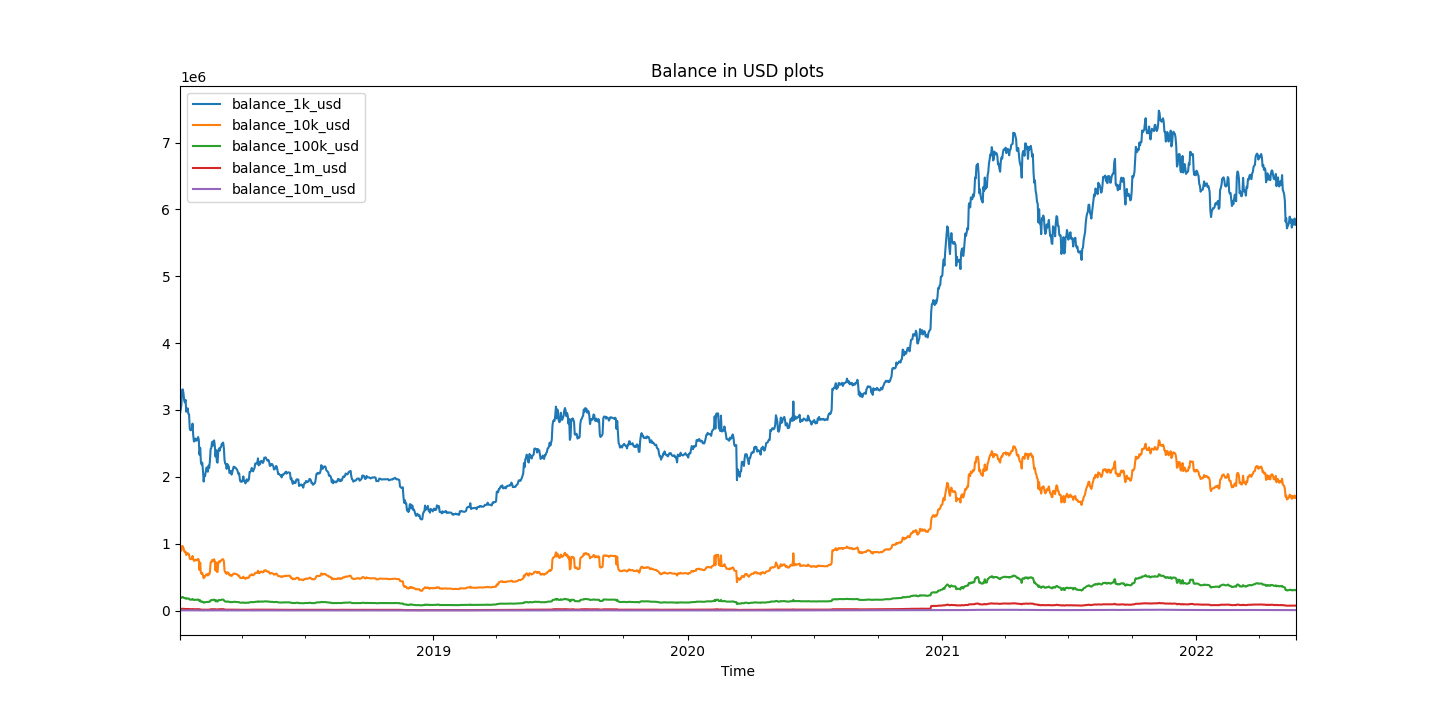 Balance in USD plots
1e6
balance_1k_usd
balance_10k_usd
balance_100k_usd
balance_1m_usd
balance_10m_usd
7
6
5
4
3
2
1
0
2019 2020 2021 2022
Time